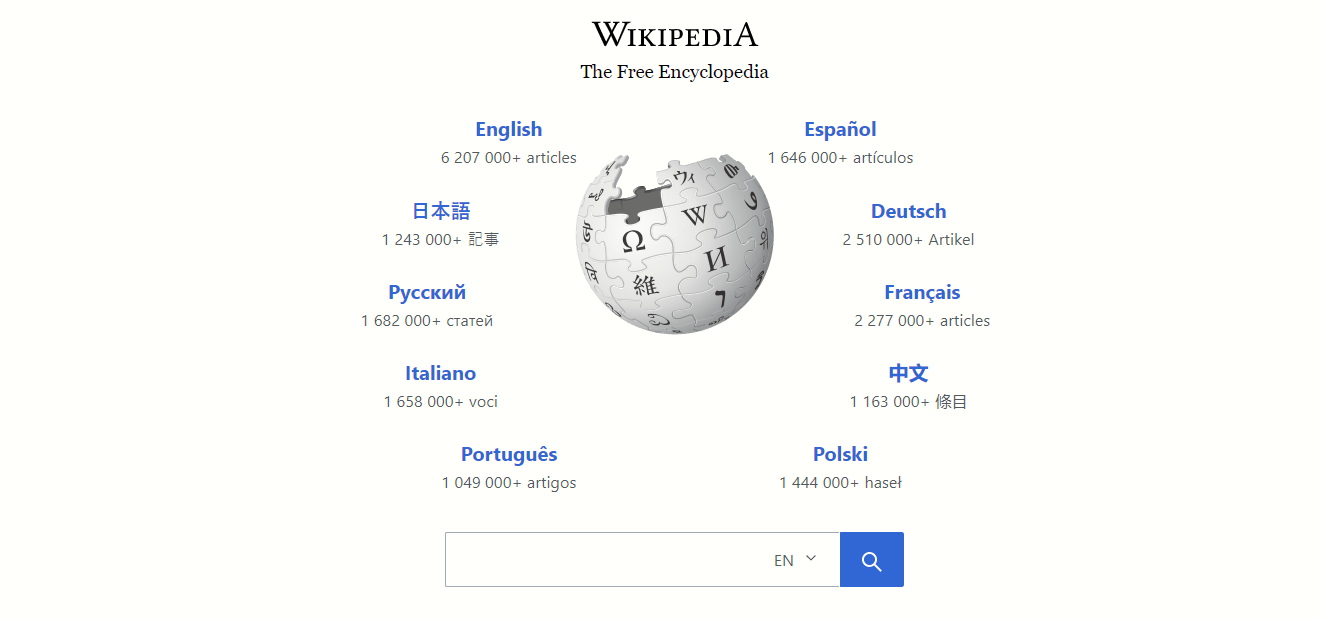 WIKIPEDIA
The Free Encyclopedia
English
6 207 000+ articles
Español
1 646 000+ artículos
日本語
1 243 000+ 記事
Deutsch
2 510 000+ Artikel
Русский
1 682 000+ статей
Français
2 277 000+ articles
Italiano
1 658 000+ voci
中文
1 163 000+ 條目
Português
1 049 000+ artigos
Polski
1 444 000+ haseł
ウィ
W
Ω
И
維
EN